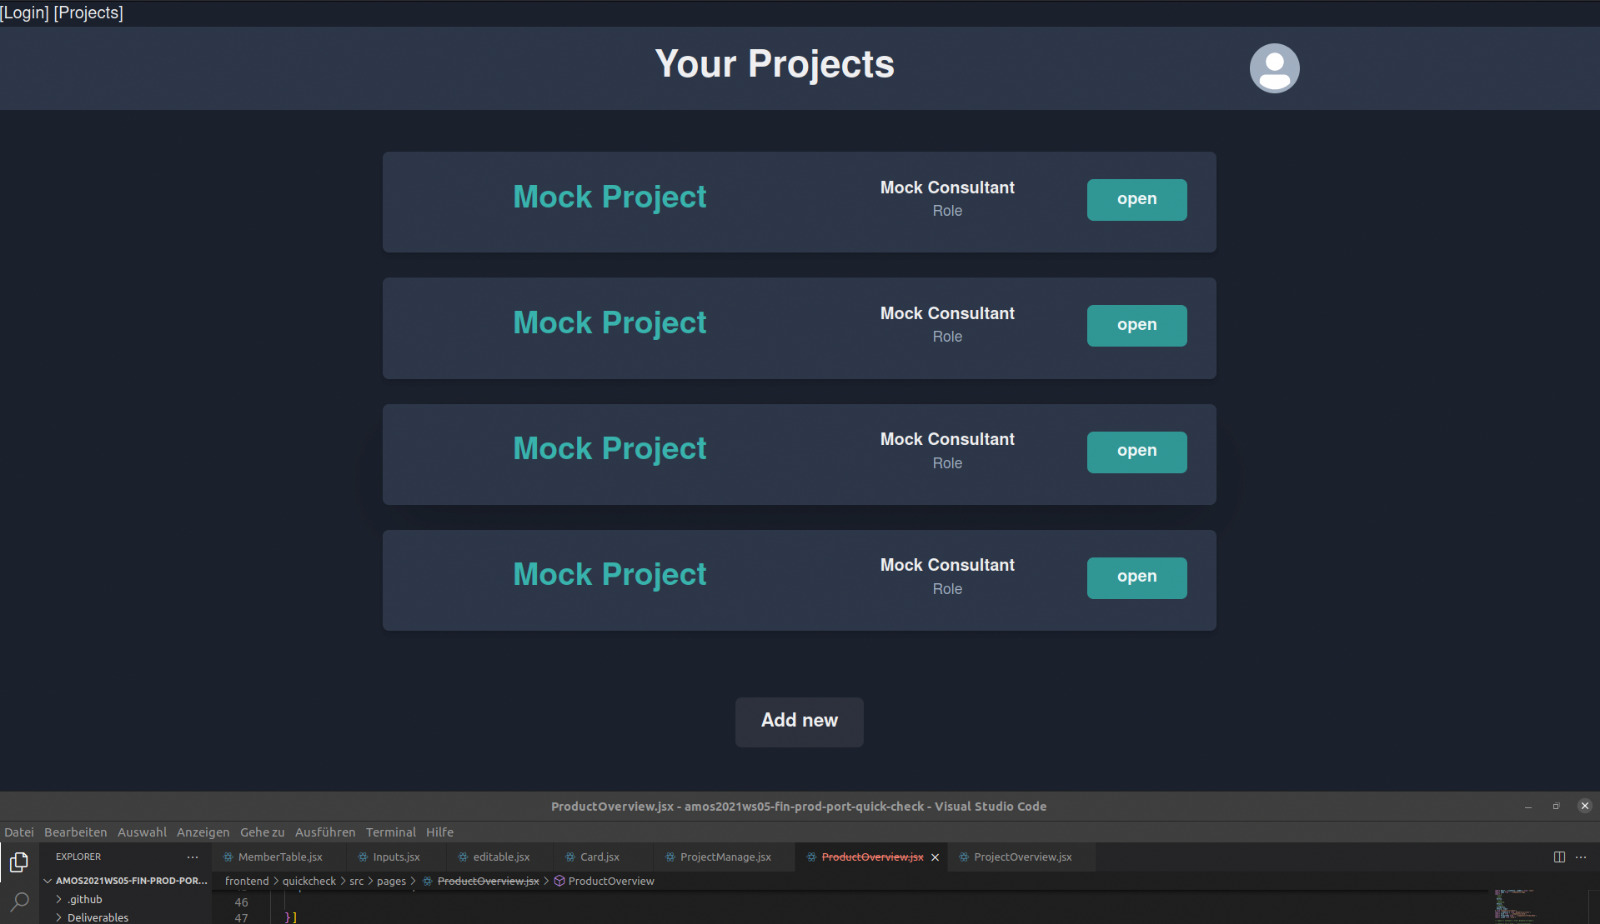 [Login] [Projects]
Your Projects
Mock Project
Mock Consultant
Role
open
Mock Project
Mock Consultant
Role
open
Mock Project
Mock Consultant
Role
open
Mock Project
Mock Consultant
Role
open
Add new
ProductOverview.jsx - amos2021ws05-fin-prod-port-quick-check - Visual Studio Code
Datei Bearbeiten Auswahl Anzeigen Gehe zu Ausführen Terminal Hilfe
EXPLORER ··· MemberTable.jsx Inputs.jsx editable.jsx Card.jsx ProjectManage.jsx ProductOverview.jsx ProjectOverview.jsx ···
AMOS2021WS05-FIN-PROD-POR... frontend > quickcheck > src > pages > ProductOverview.jsx > ProductOverview
> .github
46
> Deliverables
47 }]